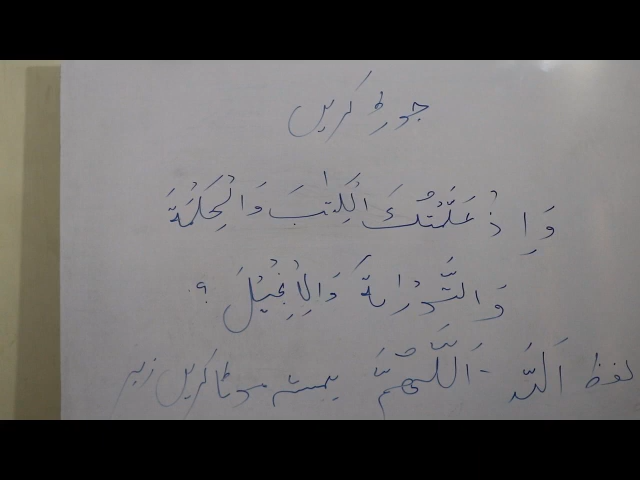 جوڑ کریں
وَاِذْ عَلَّمْتُكَ الْكِتٰبَ وَالْحِكْمَةَ
وَالتَّوْرٰىةَ وَالْاِنْجِيْلَ ؟
لفظ اَللّٰه - اَللّٰهُمَّ ہمیشہ موٹا کریں زبر